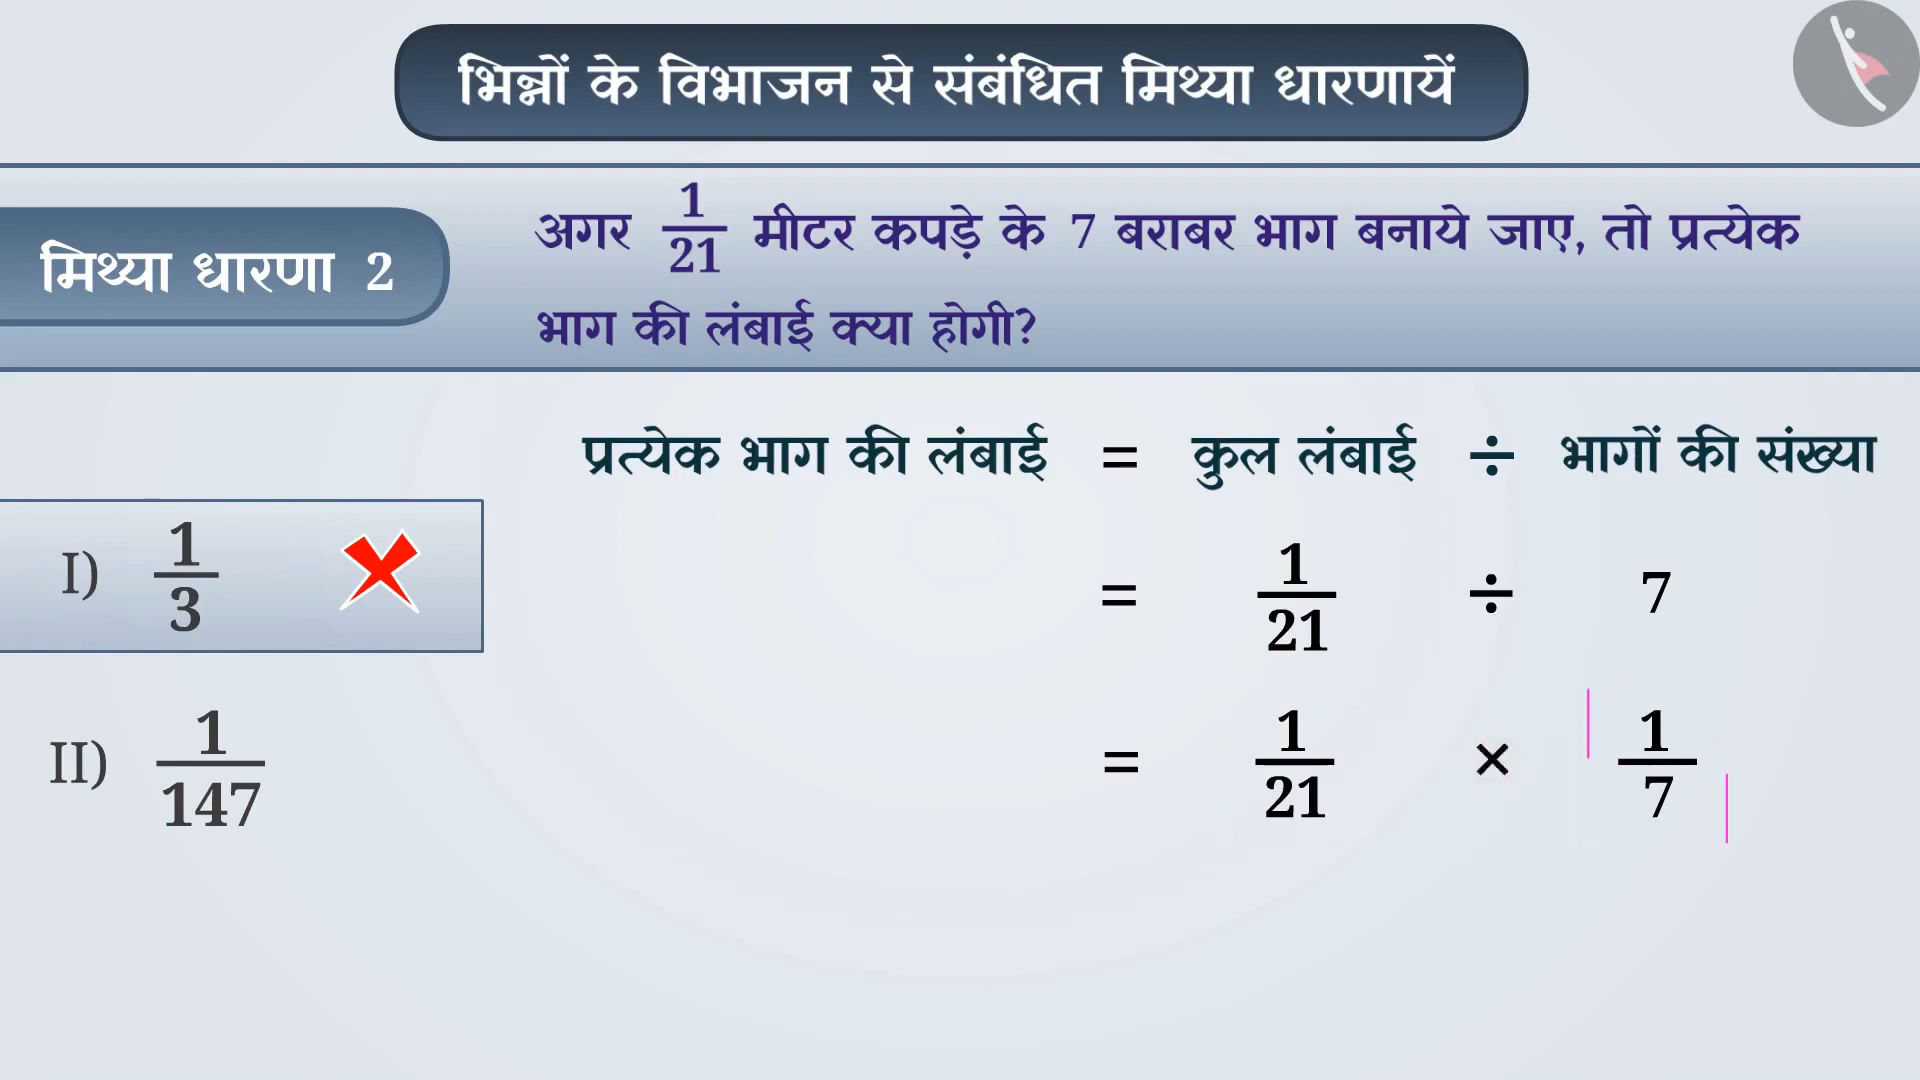 भिन्नों के विभाजन से संबंधित मिथ्या धारणायें
मिथ्या धारणा 2
अगर 1/21 मीटर कपड़े के 7 बराबर भाग बनाये जाए, तो प्रत्येक
भाग की लंबाई क्या होगी?
प्रत्येक भाग की लंबाई = कुल लंबाई ÷ भागों की संख्या
I) 1/3
= 1/21 ÷ 7
II) 1/147
= 1/21 × 1/7